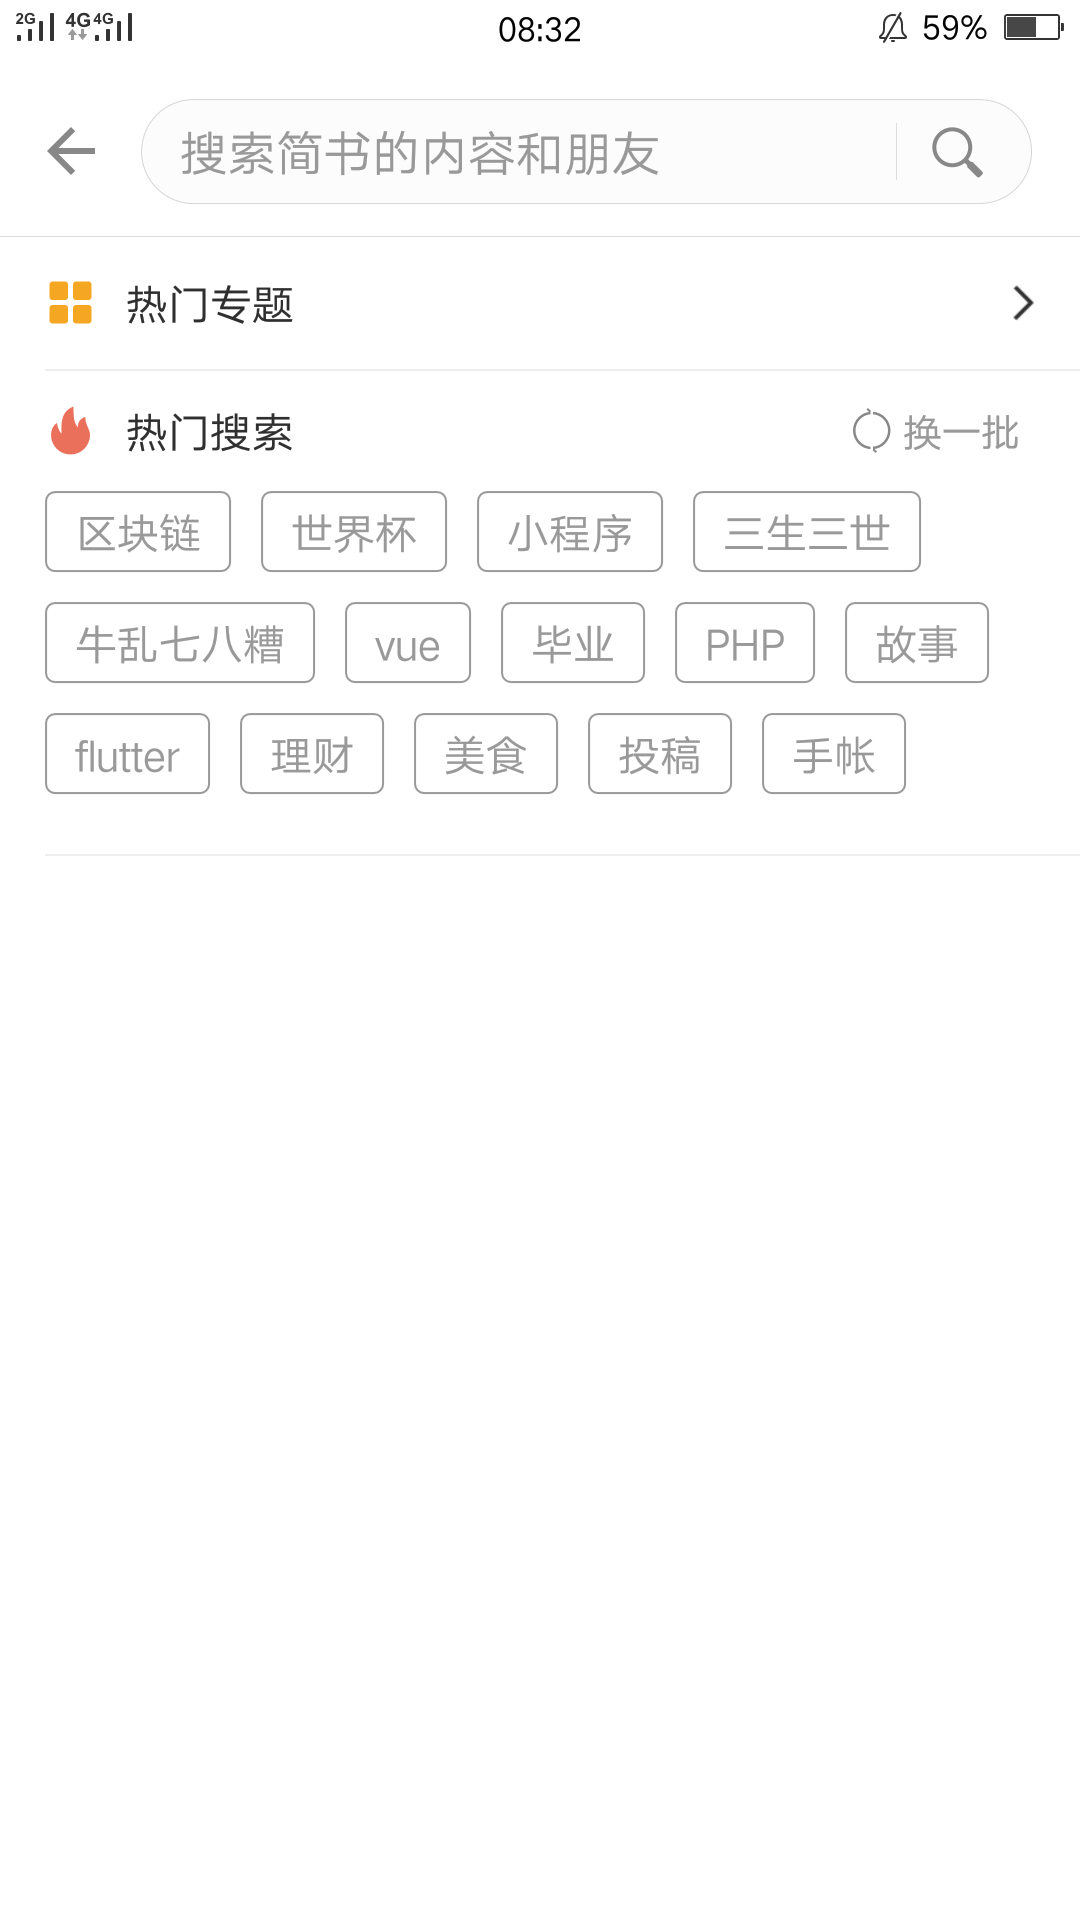 2G 4G 4G 08:32 59%
搜索简书的内容和朋友
热门专题
热门搜索 换一批
区块链 世界杯 小程序 三生三世
牛乱七八糟 vue 毕业 PHP 故事
flutter 理财 美食 投稿 手帐